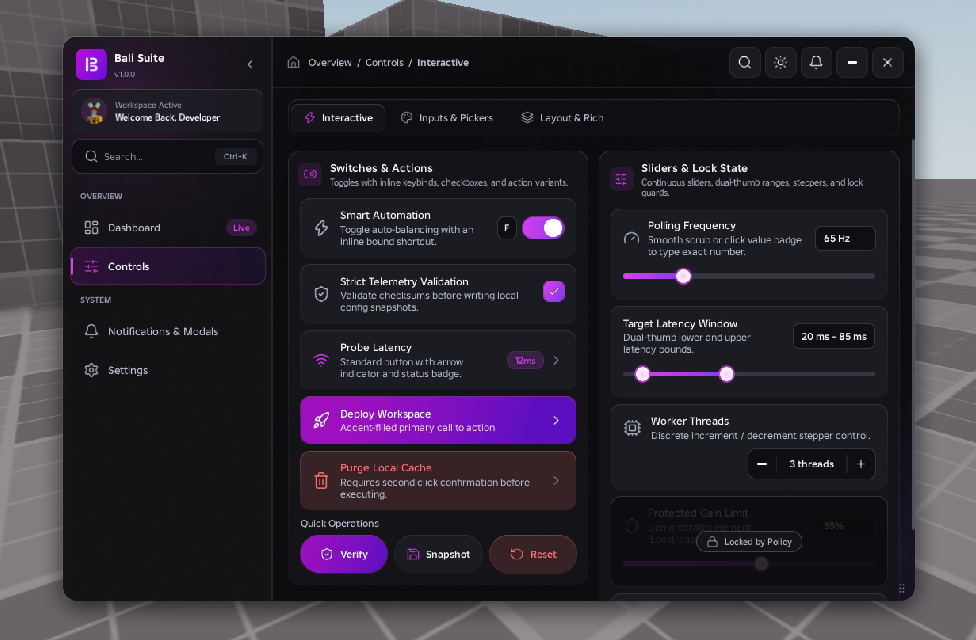 Bali Suite
v1.0.0
Workspace Active
Welcome Back, Developer
Search...
Ctrl+K
OVERVIEW
Dashboard
Live
Controls
SYSTEM
Notifications & Modals
Settings
Overview / Controls / Interactive
Interactive
Inputs & Pickers
Layout & Rich
Switches & Actions
Toggles with inline keybinds, checkboxes, and action variants.
Smart Automation
Toggle auto-balancing with an
inline bound shortcut.
F
Strict Telemetry Validation
Validate checksums before writing local
config snapshots.
Probe Latency
Standard button with arrow
indicator and status badge.
12ms
Deploy Workspace
Accent-filled primary call to action.
Purge Local Cache
Requires second click confirmation before
executing.
Quick Operations
Verify
Snapshot
Reset
Sliders & Lock State
Continuous sliders, dual-thumb ranges, steppers, and lock
guards.
Polling Frequency
Smooth scrub or click value badge
to type exact number.
65 Hz
Target Latency Window
Dual-thumb lower and upper
latency bounds.
20 ms - 85 ms
Worker Threads
Discrete increment / decrement stepper control.
3 threads
Protected Gain Limit
Demonstrates element
55%
Locked by Policy